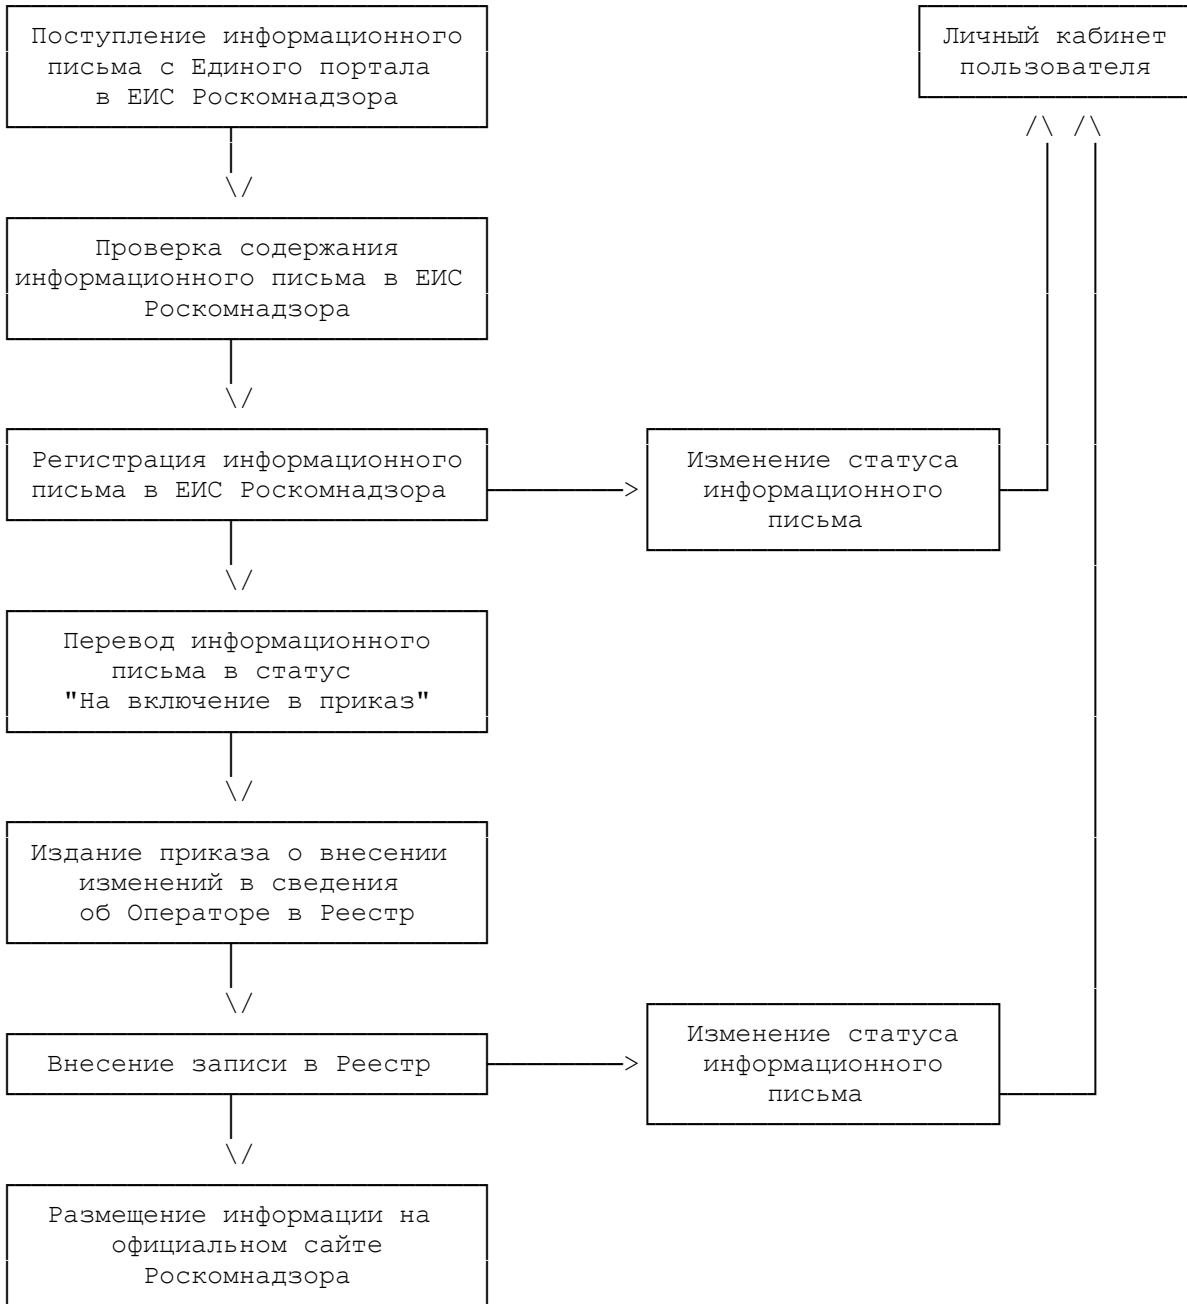 Поступление информационного
письма с Единого портала
в ЕИС Роскомнадзора
Личный кабинет
пользователя
Проверка содержания
информационного письма в ЕИС
Роскомнадзора
Регистрация информационного
письма в ЕИС Роскомнадзора
Изменение статуса
информационного
письма
Перевод информационного
письма в статус
"На включение в приказ"
Издание приказа о внесении
изменений в сведения
об Операторе в Реестр
Внесение записи в Реестр
Изменение статуса
информационного
письма
Размещение информации на
официальном сайте
Роскомнадзора